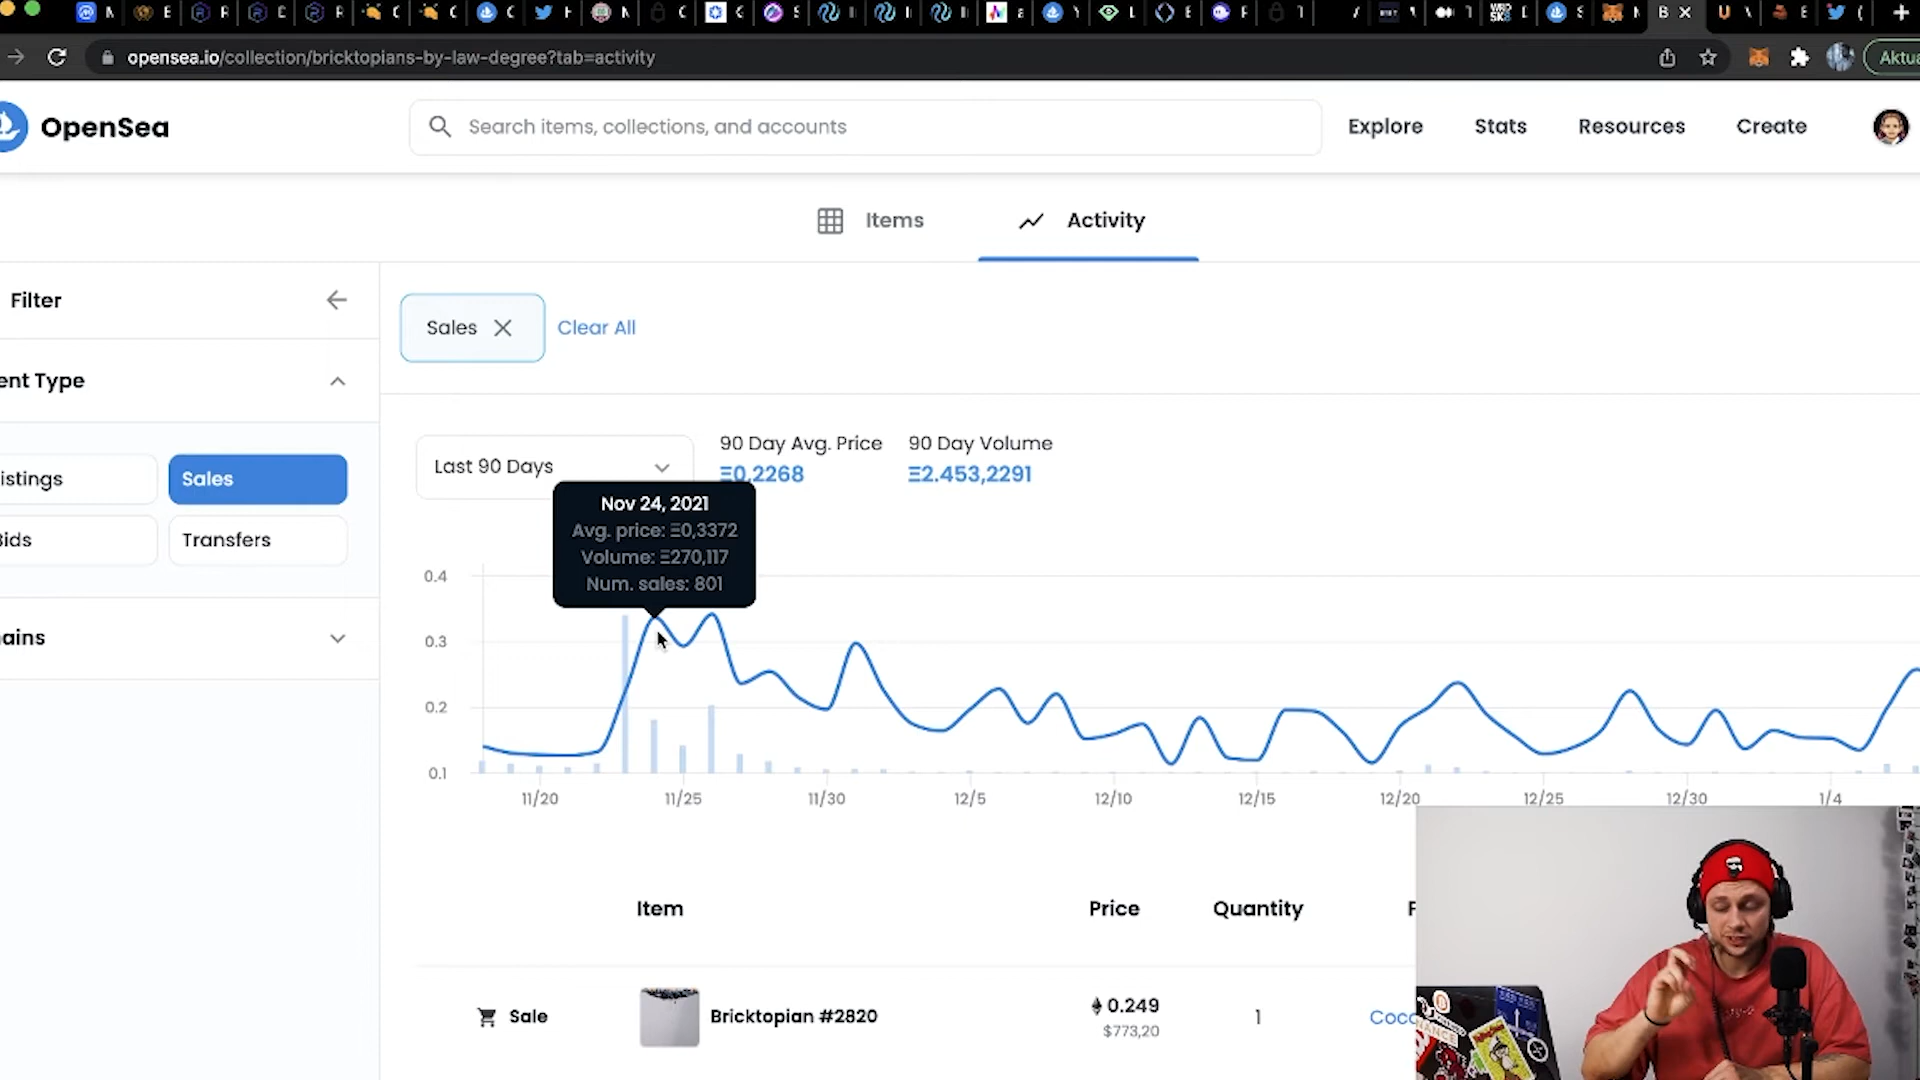 opensea.io/collection/bricktopians-by-law-degree?tab=activity
Aktua
OpenSea
Search items, collections, and accounts
Explore
Stats
Resources
Create
Items
Activity
Filter
Sales
Clear All
ent Type
istings
Sales
Bids
Transfers
ains
Last 90 Days
90 Day Avg. Price
Ξ0,2268
90 Day Volume
Ξ2.453,2291
Nov 24, 2021
Avg. price: Ξ0,3372
Volume: Ξ270,117
Num. sales: 801
0.4
0.3
0.2
0.1
11/20
11/25
11/30
12/5
12/10
12/15
12/20
12/25
12/30
1/4
Item
Price
Quantity
F
Sale
Bricktopian #2820
0.249
$773,20
1
Coco